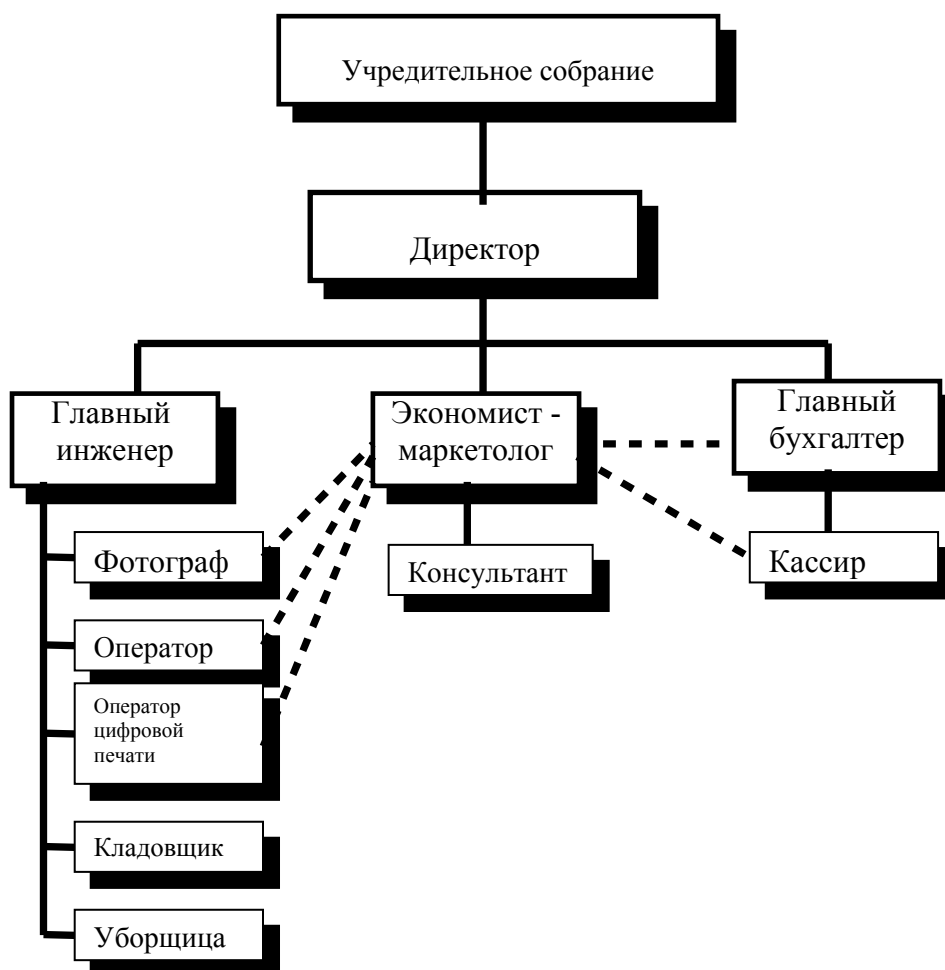 Учредительное собрание
Директор
Главный
инженер
Экономист -
маркетолог
Главный
бухгалтер
Фотограф
Консультант
Кассир
Оператор
Оператор
цифровой
печати
Кладовщик
Уборщица